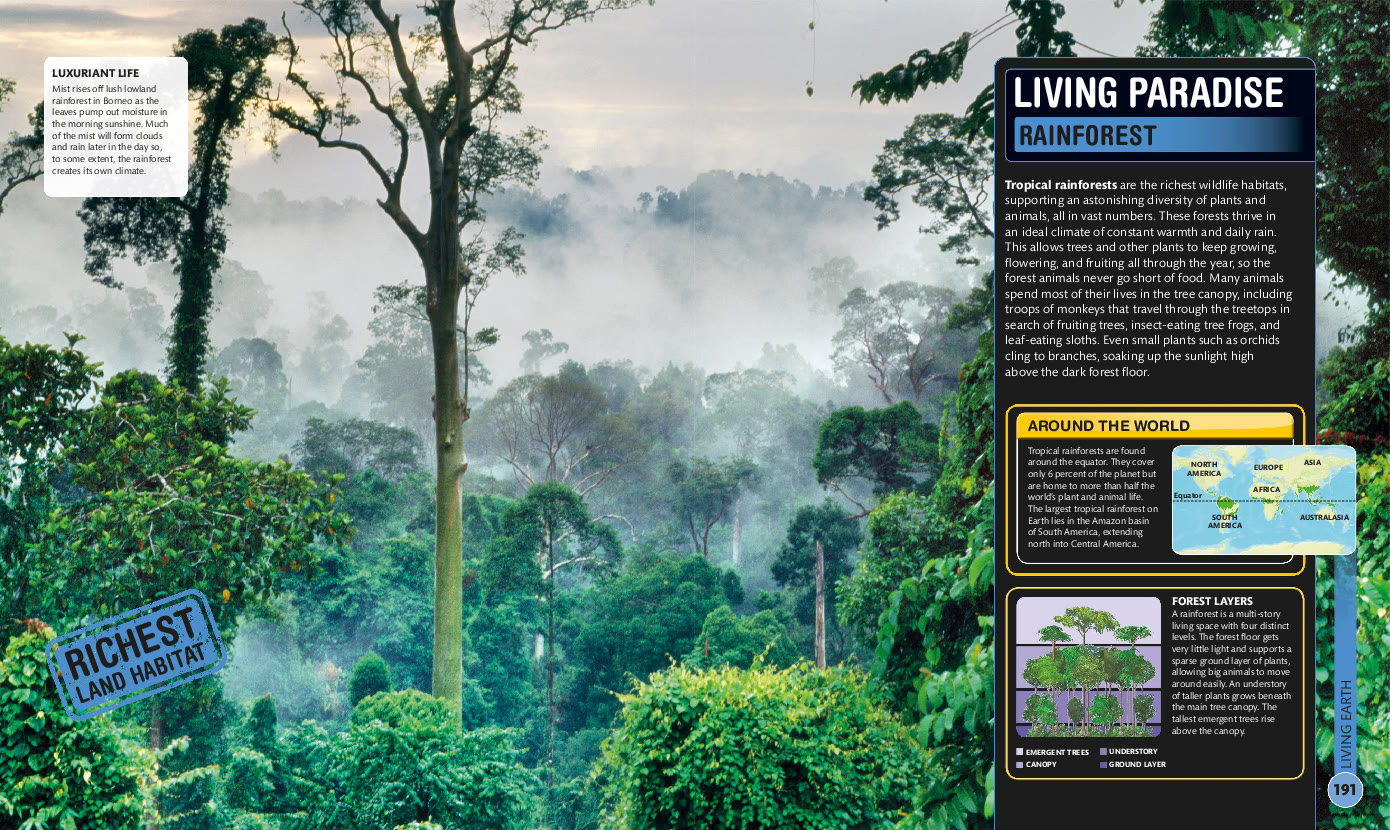 LUXURIANT LIFE
Mist rises off lush lowland
rainforest in Borneo as the
leaves pump out moisture in
the morning sunshine. Much
of the mist will form clouds
and rain later in the day so,
to some extent, the rainforest
creates its own climate.
RICHEST
LAND HABITAT
LIVING PARADISE
RAINFOREST
Tropical rainforests are the richest wildlife habitats,
supporting an astonishing diversity of plants and
animals, all in vast numbers. These forests thrive in
an ideal climate of constant warmth and daily rain.
This allows trees and other plants to keep growing,
flowering, and fruiting all through the year, so the
forest animals never go short of food. Many animals
spend most of their lives in the tree canopy, including
troops of monkeys that travel through the treetops in
search of fruiting trees, insect-eating tree frogs, and
leaf-eating sloths. Even small plants such as orchids
cling to branches, soaking up the sunlight high
above the dark forest floor.
AROUND THE WORLD
Tropical rainforests are found
around the equator. They cover
only 6 percent of the planet but
are home to more than half the
world's plant and animal life.
The largest tropical rainforest on
Earth lies in the Amazon basin
of South America, extending
north into Central America.
NORTH
AMERICA
EUROPE
ASIA
AFRICA
Equator
SOUTH
AMERICA
AUSTRALASIA
FOREST LAYERS
A rainforest is a multi-story
living space with four distinct
levels. The forest floor gets
very little light and supports a
sparse ground layer of plants,
allowing big animals to move
around easily. An understory
of taller plants grows beneath
the main tree canopy. The
tallest emergent trees rise
above the canopy.
EMERGENT TREES
UNDERSTORY
CANOPY
GROUND LAYER
LIVING EARTH
191